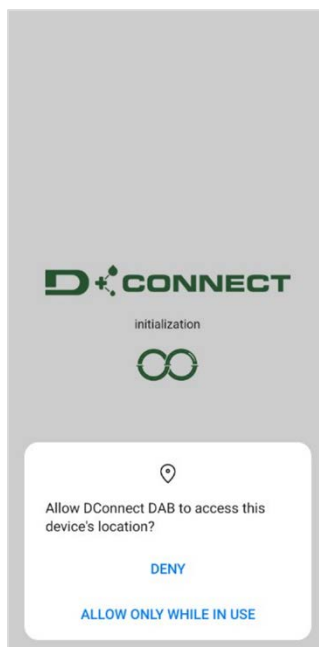 D CONNECT
initialization
Allow DConnect DAB to access this
device's location?
DENY
ALLOW ONLY WHILE IN USE